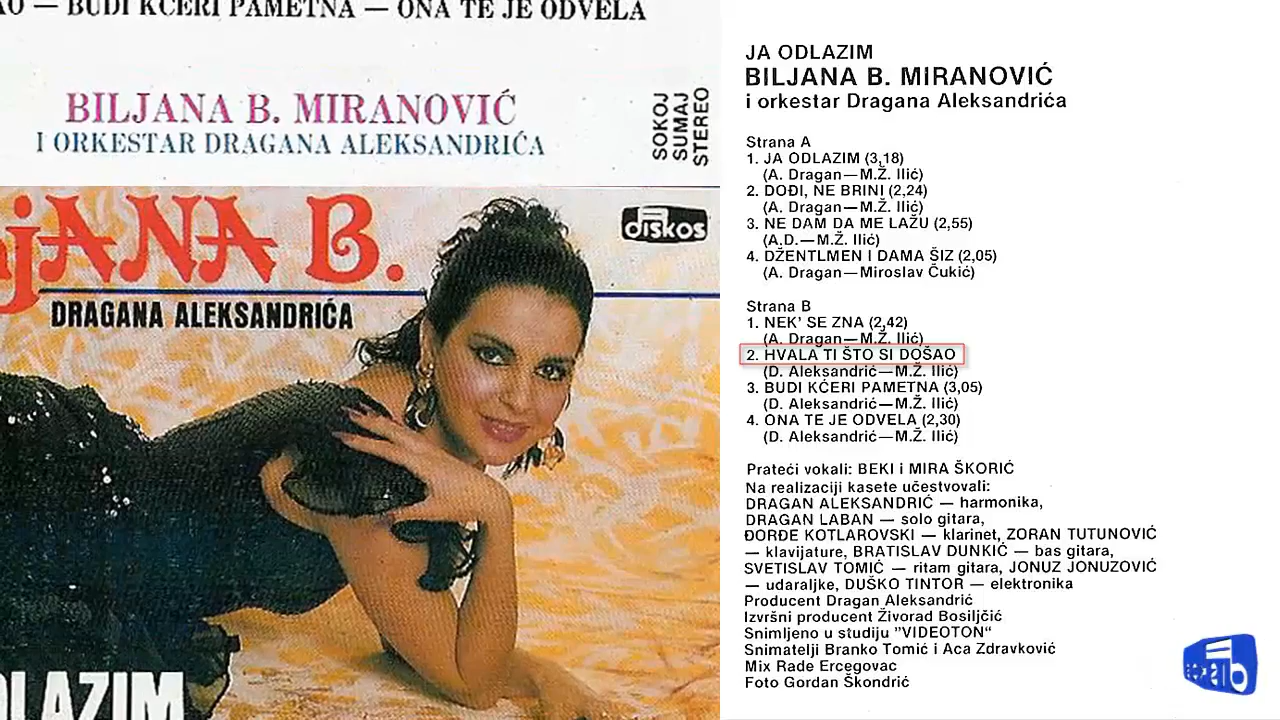 BUDI KĆERI PAMETNA — ONA TE JE ODVELA
BILJANA B. MIRANOVIĆ
I ORKESTAR DRAGANA ALEKSANDRIĆA
SOKOJ
SUMAJ
STEREO
jANA B.
diskos
DRAGANA ALEKSANDRIĆA
DLAZIM
JA ODLAZIM
BILJANA B. MIRANOVIĆ
i orkestar Dragana Aleksandrića
Strana A
1. JA ODLAZIM (3,18)
(A. Dragan—M.Ž. Ilić)
2. DOĐI, NE BRINI (2,24)
(A. Dragan—M.Ž. Ilić)
3. NE DAM DA ME LAŽU (2,55)
(A.D.—M.Ž. Ilić)
4. DŽENTLMEN I DAMA ŠIZ (2,05)
(A. Dragan—Miroslav Čukić)
Strana B
1. NEK' SE ZNA (2,42)
(A. Dragan—M.Ž. Ilić)
2. HVALA TI ŠTO SI DOŠAO
(D. Aleksandrić—M.Ž. Ilić)
3. BUDI KĆERI PAMETNA (3,05)
(D. Aleksandrić—M.Ž. Ilić)
4. ONA TE JE ODVELA (2,30)
(D. Aleksandrić—M.Ž. Ilić)
Prateći vokali: BEKI i MIRA ŠKORIĆ
Na realizaciji kasete učestvovali:
DRAGAN ALEKSANDRIĆ — harmonika,
DRAGAN LABAN — solo gitara,
ĐORĐE KOTLAROVSKI — klarinet, ZORAN TUTUNOVIĆ
— klavijature, BRATISLAV DUNKIĆ — bas gitara,
SVETISLAV TOMIĆ — ritam gitara, JONUZ JONUZOVIĆ
— udaraljke, DUŠKO TINTOR — elektronika
Producent Dragan Aleksandrić
Izvršni producent Živorad Bosiljčić
Snimljeno u studiju "VIDEOTON"
Snimatelji Branko Tomić i Aca Zdravković
Mix Rade Ercegovac
Foto Gordan Škondrić